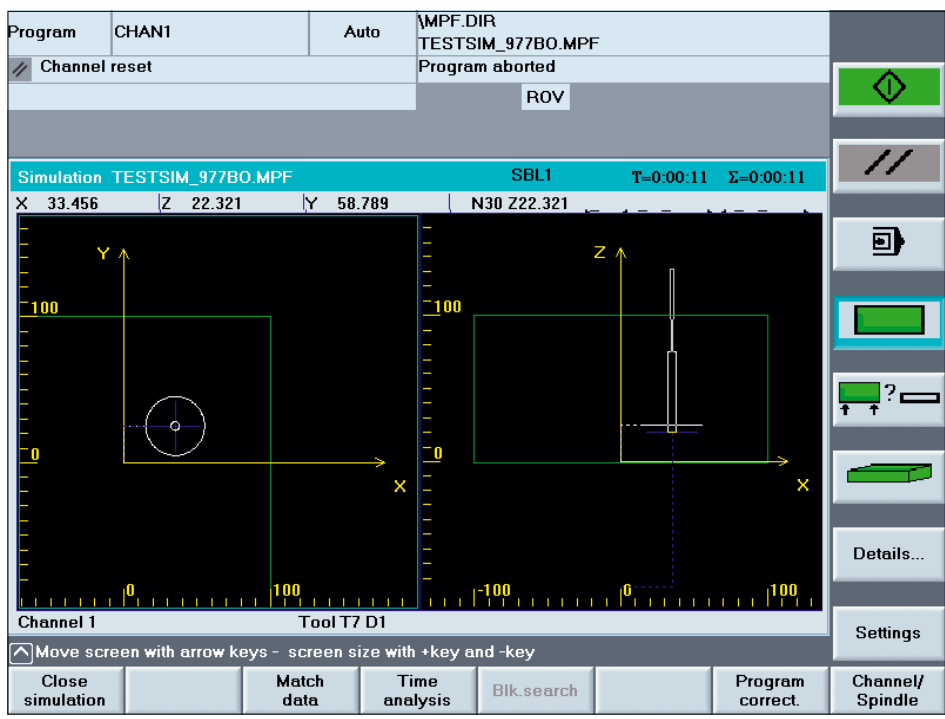 Program CHAN1 Auto \MPF.DIR
TESTSIM_977BO.MPF
Channel reset Program aborted
ROV
Simulation TESTSIM_977BO.MPF SBL1 T=0:00:11 Σ=0:00:11
X 33.456 Z 22.321 Y 58.789 N30 Z22.321
Y Z
100 100
0 0
X X
?
0 100 -100 0 100
Details...
Channel 1 Tool T7 D1
Settings
Move screen with arrow keys - screen size with +key and -key
Close simulation
Match data
Time analysis
Blk.search
Program correct.
Channel/ Spindle